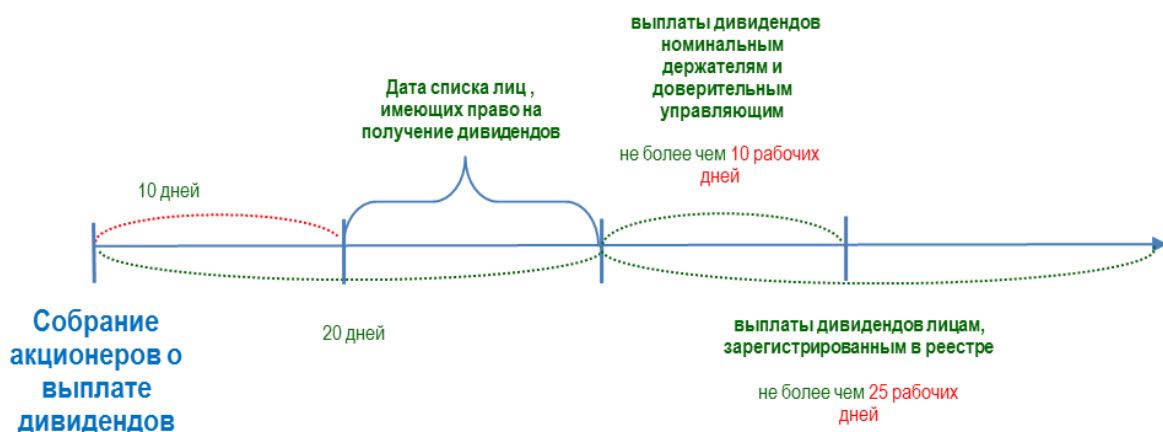 выплаты дивидендов
номинальным
держателям и
доверительным
управляющим
не более чем 10 рабочих
дней
Дата списка лиц ,
имеющих право на
получение дивидендов
10 дней
20 дней
Собрание
акционеров о
выплате
дивидендов
выплаты дивидендов лицам,
зарегистрированным в реестре
не более чем 25 рабочих
дней